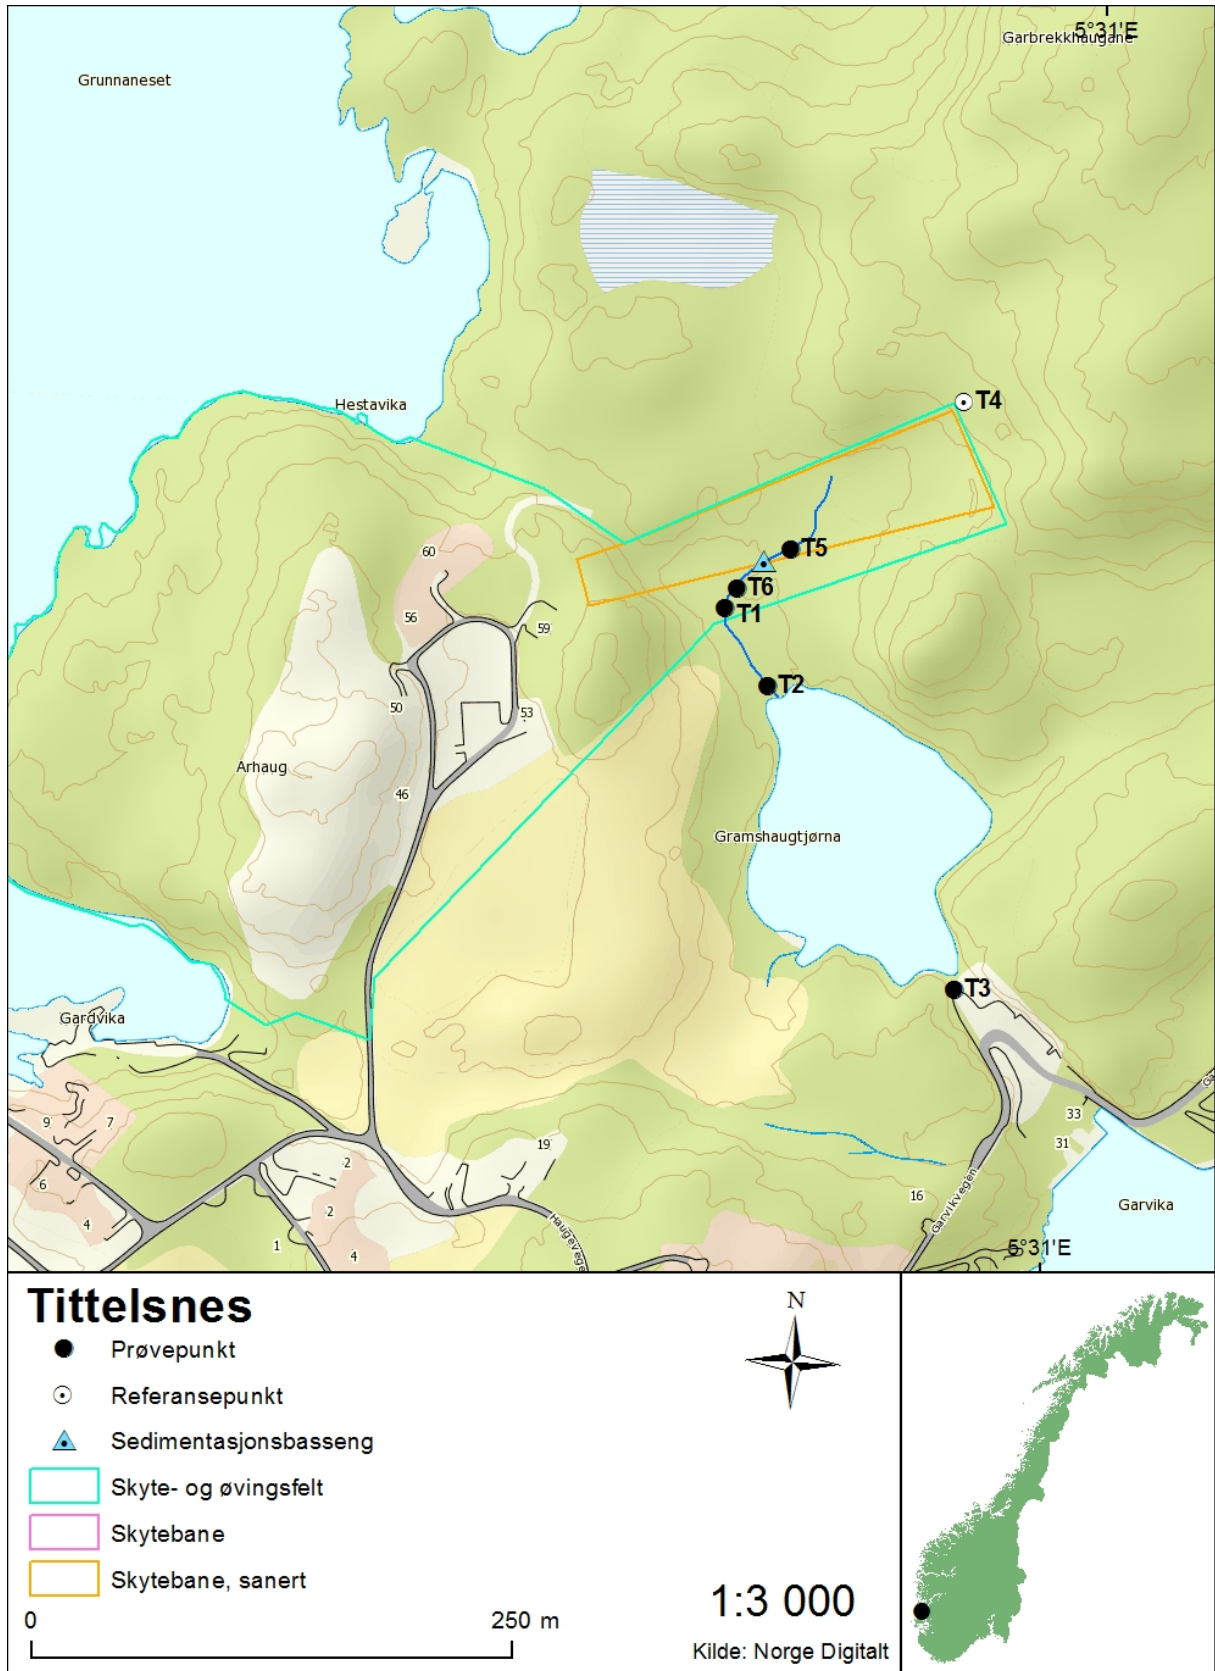 5°31'E
Garbrekkhaugane
Grunnaneset
Hestavika
T4
T5
T6
T1
T2
60
56
59
50
53
46
Arhaug
Gramshaugtjørna
T3
Gardvika
9
7
6
4
2
2
1
4
19
33
31
16
Garvikvegen
Garvika
Haugevege
5°31'E
Tittelsnes
Prøvepunkt
Referansepunkt
Sedimentasjonsbasseng
Skyte- og øvingsfelt
Skytebane
Skytebane, sanert
0 250 m
N
1:3 000
Kilde: Norge Digitalt